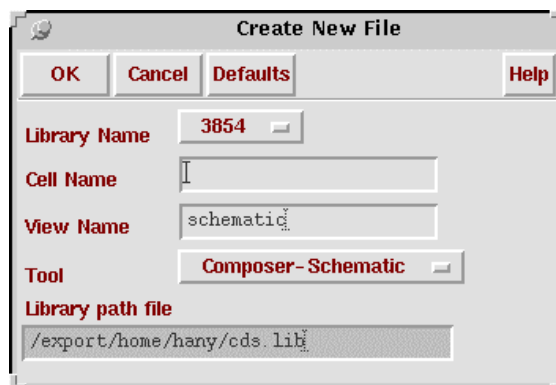 Create New File
OK Cancel Defaults Help
Library Name 3854
Cell Name
View Name schematic
Tool Composer-Schematic
Library path file
/export/home/hany/cds.lib